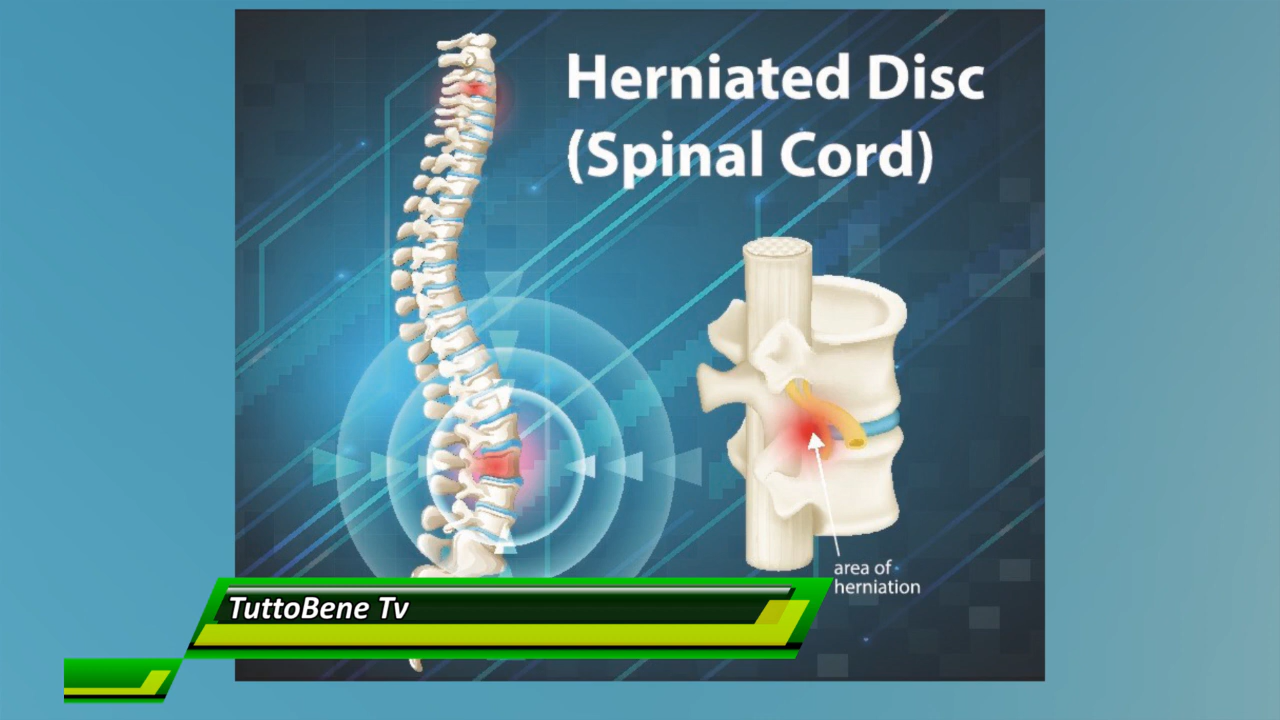 Herniated Disc
(Spinal Cord)
area of
herniation
TuttoBene Tv